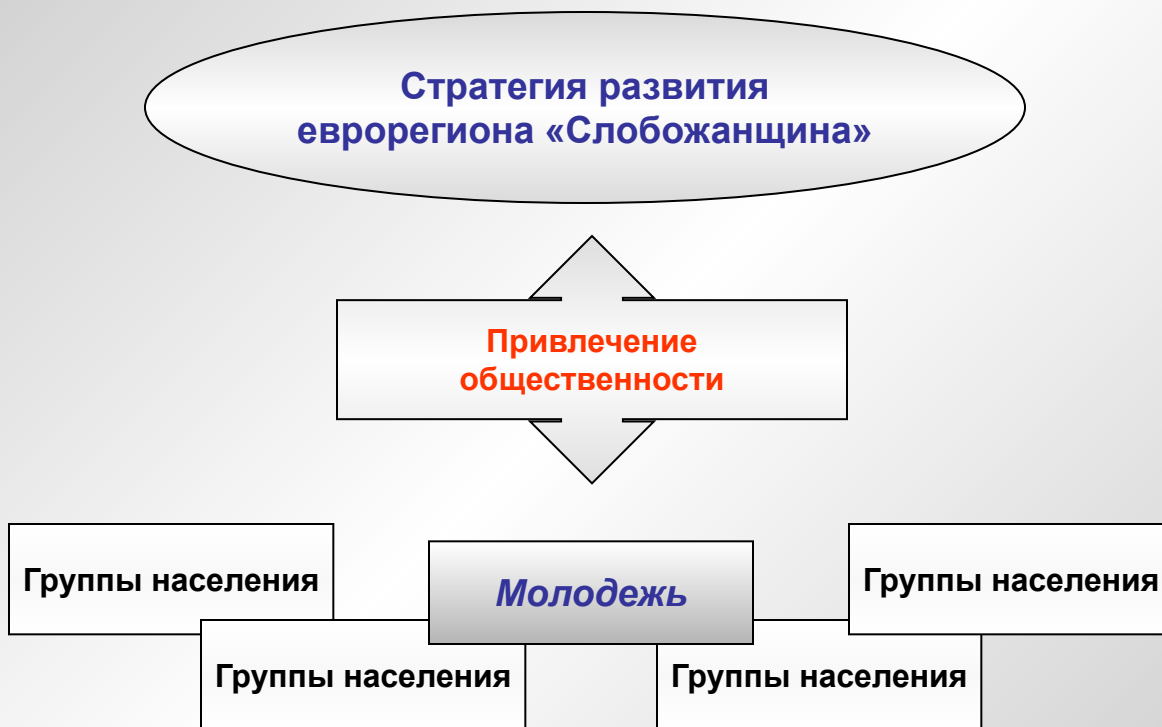 Стратегия развития
еврорегиона «Слобожанщина»
Привлечение
общественности
Группы населения
Молодежь
Группы населения
Группы населения
Группы населения